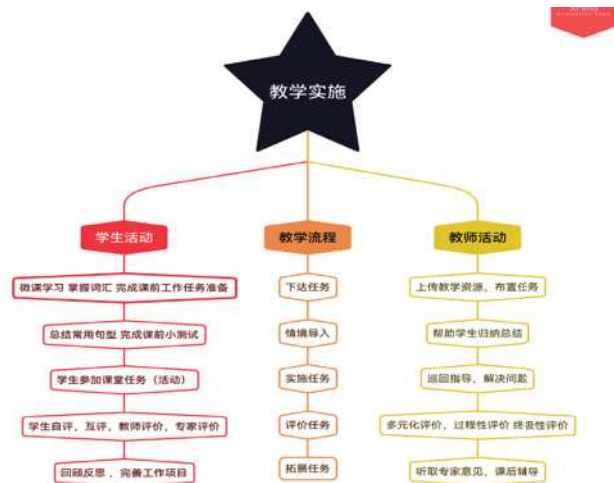 教学实施
学生活动
教学流程
教师活动
微课学习 掌握词汇 完成课前工作任务准备
下达任务
上传教学资源，布置任务
总结常用句型 完成课前小测试
情境导入
帮助学生归纳总结
学生参加课堂任务（活动）
实施任务
巡回指导，解决问题
学生自评，互评，教师评价，专家评价
评价任务
多元化评价，过程性评价 终极性评价
回顾反思 、完善工作项目
拓展任务
听取专家意见，课后辅导